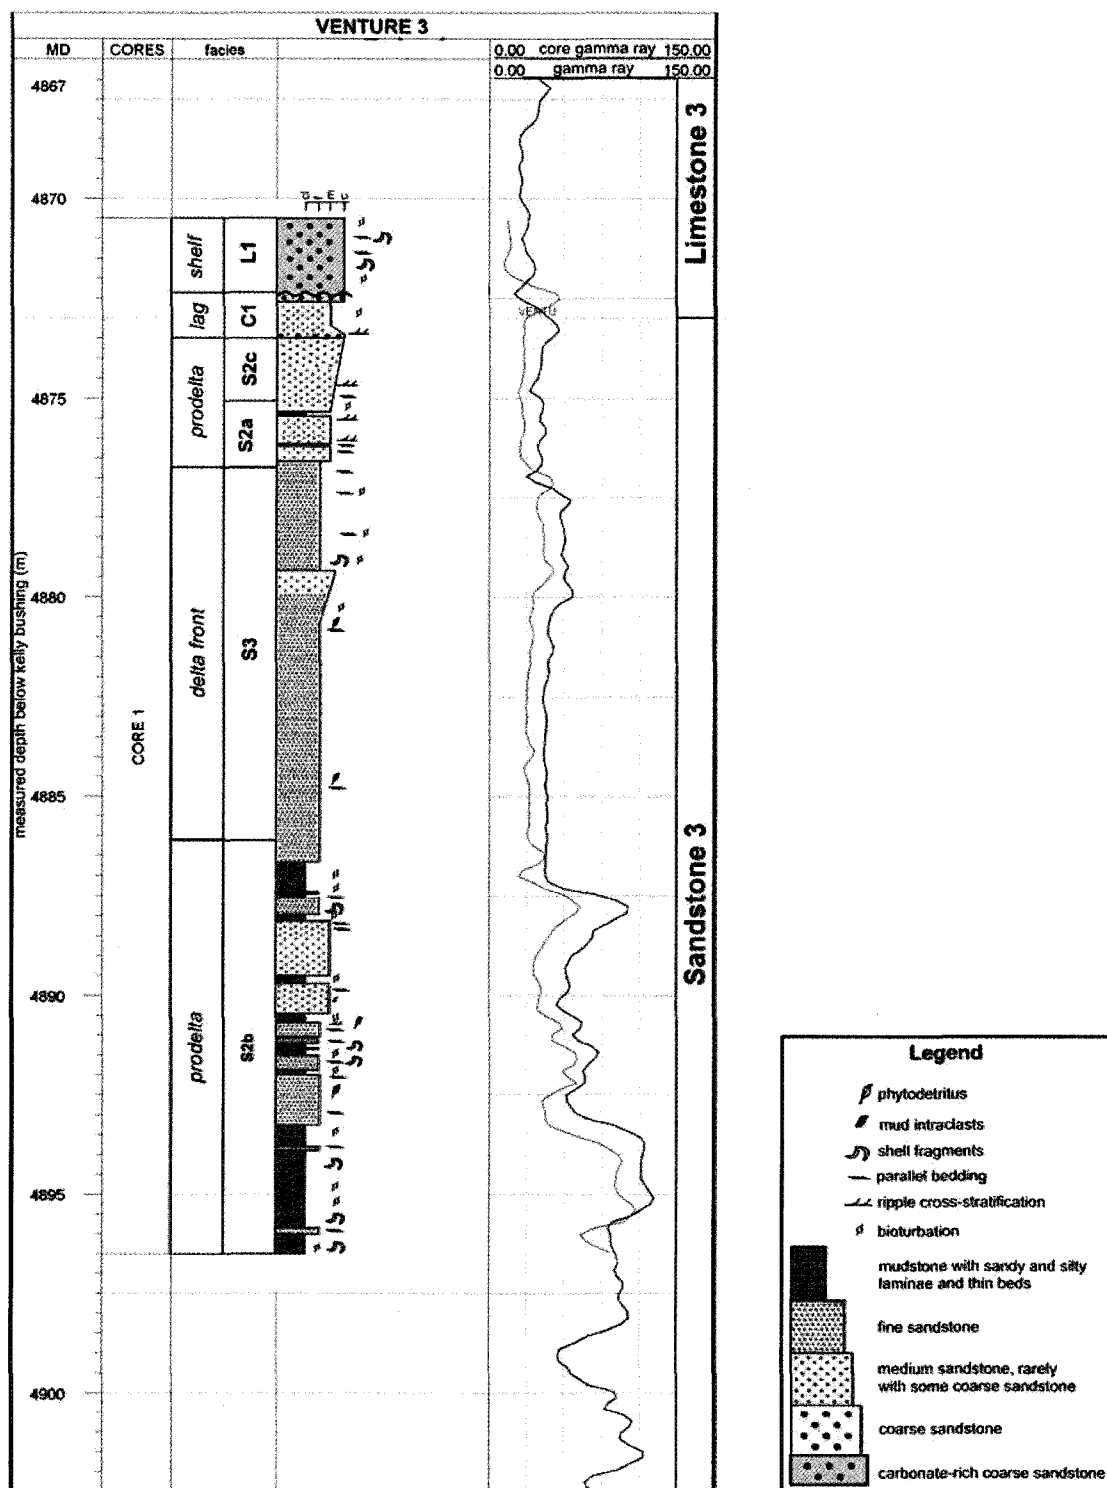 VENTURE 3
MD CORES facies 0.00 core gamma ray 150.00
0.00 gamma ray 150.00
4867
4870
4875
4880
4885
4890
4895
4900
measured depth below kelly bushing (m)
CORE 1
shelf L1
lag C1
prodelta S2c
S2a
delta front S3
prodelta S2b
VENTU
Limestone 3
Sandstone 3
Legend
phytodetritus
mud intraclasts
shell fragments
parallel bedding
ripple cross-stratification
bioturbation
mudstone with sandy and silty
laminae and thin beds
fine sandstone
medium sandstone, rarely
with some coarse sandstone
coarse sandstone
carbonate-rich coarse sandstone